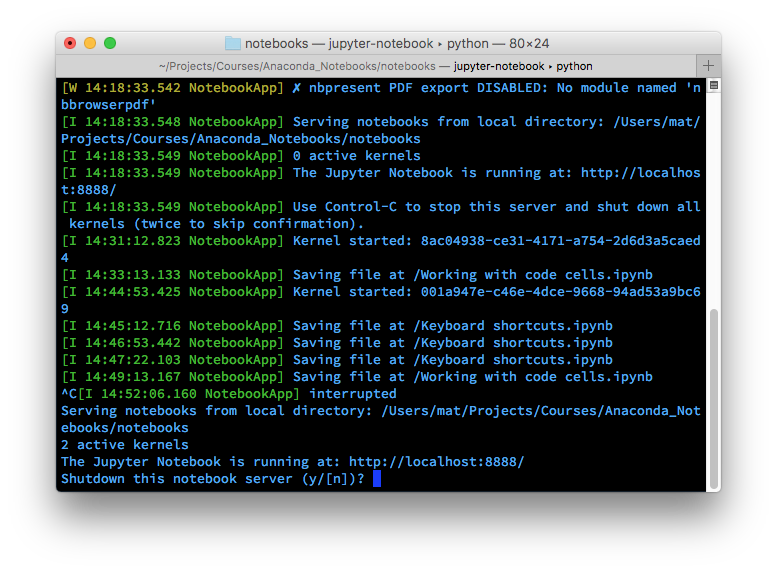 notebooks — jupyter-notebook ▸ python — 80×24
~/Projects/Courses/Anaconda_Notebooks/notebooks — jupyter-notebook ▸ python
[W 14:18:33.542 NotebookApp] ✗ nbpresent PDF export DISABLED: No module named 'n
bbrowserpdf'
[I 14:18:33.548 NotebookApp] Serving notebooks from local directory: /Users/mat/
Projects/Courses/Anaconda_Notebooks/notebooks
[I 14:18:33.549 NotebookApp] 0 active kernels
[I 14:18:33.549 NotebookApp] The Jupyter Notebook is running at: http://localhos
t:8888/
[I 14:18:33.549 NotebookApp] Use Control-C to stop this server and shut down all
 kernels (twice to skip confirmation).
[I 14:31:12.823 NotebookApp] Kernel started: 8ac04938-ce31-4171-a754-2d6d3a5caed
4
[I 14:33:13.133 NotebookApp] Saving file at /Working with code cells.ipynb
[I 14:44:53.425 NotebookApp] Kernel started: 001a947e-c46e-4dce-9668-94ad53a9bc6
9
[I 14:45:12.716 NotebookApp] Saving file at /Keyboard shortcuts.ipynb
[I 14:46:53.442 NotebookApp] Saving file at /Keyboard shortcuts.ipynb
[I 14:47:22.103 NotebookApp] Saving file at /Keyboard shortcuts.ipynb
[I 14:49:13.167 NotebookApp] Saving file at /Working with code cells.ipynb
^C[I 14:52:06.160 NotebookApp] interrupted
Serving notebooks from local directory: /Users/mat/Projects/Courses/Anaconda_Not
ebooks/notebooks
2 active kernels
The Jupyter Notebook is running at: http://localhost:8888/
Shutdown this notebook server (y/[n])?